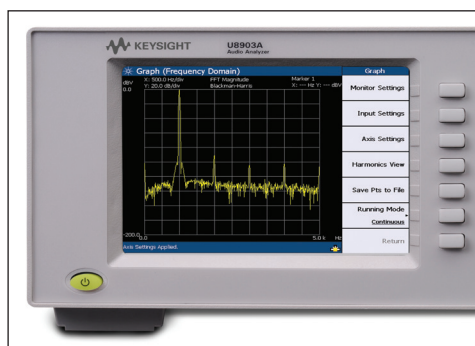 KEYSIGHT U8903A
Audio Analyzer
Graph (Frequency Domain) Graph
dBV X: 500.0 Hz/div FFT Magnitude Marker 1
Y: 20.0 dB/div Blackman-Harris X: --- Hz Y: --- dBV
0.0
Monitor Settings
Input Settings
Axis Settings
Harmonics View
Save Pts to File
Running Mode
Continuous
-200.0
0.0 5.0 k Hz
Return
Axis Settings Applied.